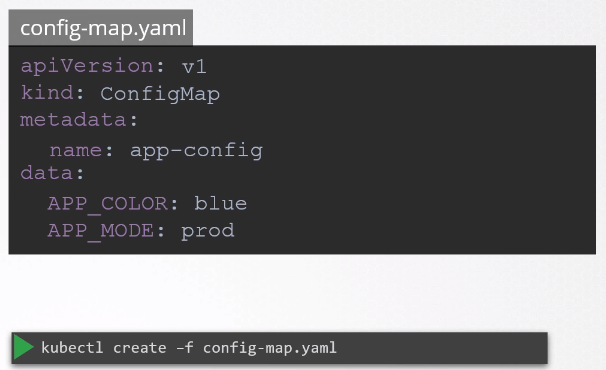 config-map.yaml
apiVersion: v1
kind: ConfigMap
metadata:
  name: app-config
data:
  APP_COLOR: blue
  APP_MODE: prod
kubectl create –f config-map.yaml